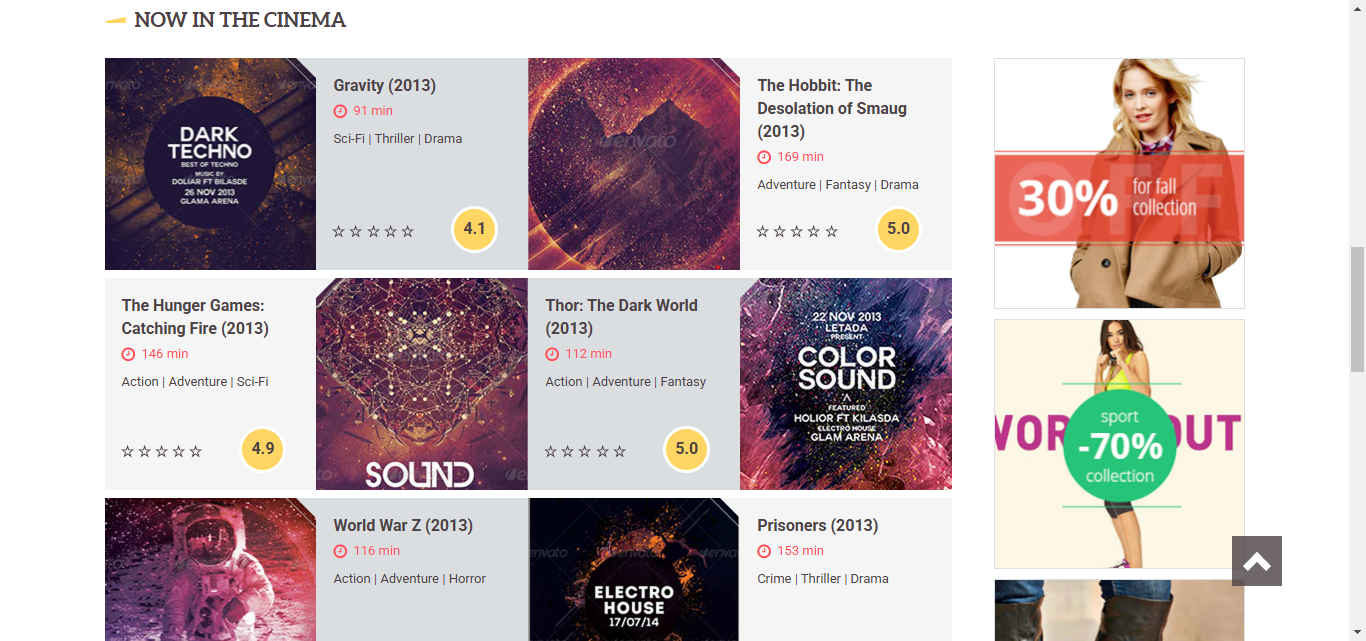 NOW IN THE CINEMA
DARK
TECHNO
BEST OF TECHNO
MUSIC BY
DOLIAR FT BILASDE
26 NOV 2013
GLAMA ARENA
Gravity (2013)
91 min
Sci-Fi | Thriller | Drama
4.1
envato
The Hobbit: The
Desolation of Smaug
(2013)
169 min
Adventure | Fantasy | Drama
5.0
The Hunger Games:
Catching Fire (2013)
146 min
Action | Adventure | Sci-Fi
4.9
SOUND
Thor: The Dark World
(2013)
112 min
Action | Adventure | Fantasy
5.0
22 NOV 2013
LETADA
PRESENT
COLOR
SOUND
FEATURED
HOLIOR FT KILASDA
ELECTRO HOUSE
GLAM ARENA
World War Z (2013)
116 min
Action | Adventure | Horror
envato
ELECTRO
HOUSE
17/07/14
Prisoners (2013)
153 min
Crime | Thriller | Drama
OFF
30% for fall
collection
WORKOUT
sport
-70%
collection